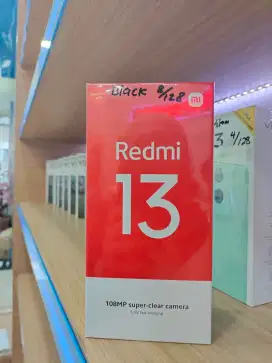 Black 8/128
mi
Redmi
13
108MP super-clear camera
3 4/128